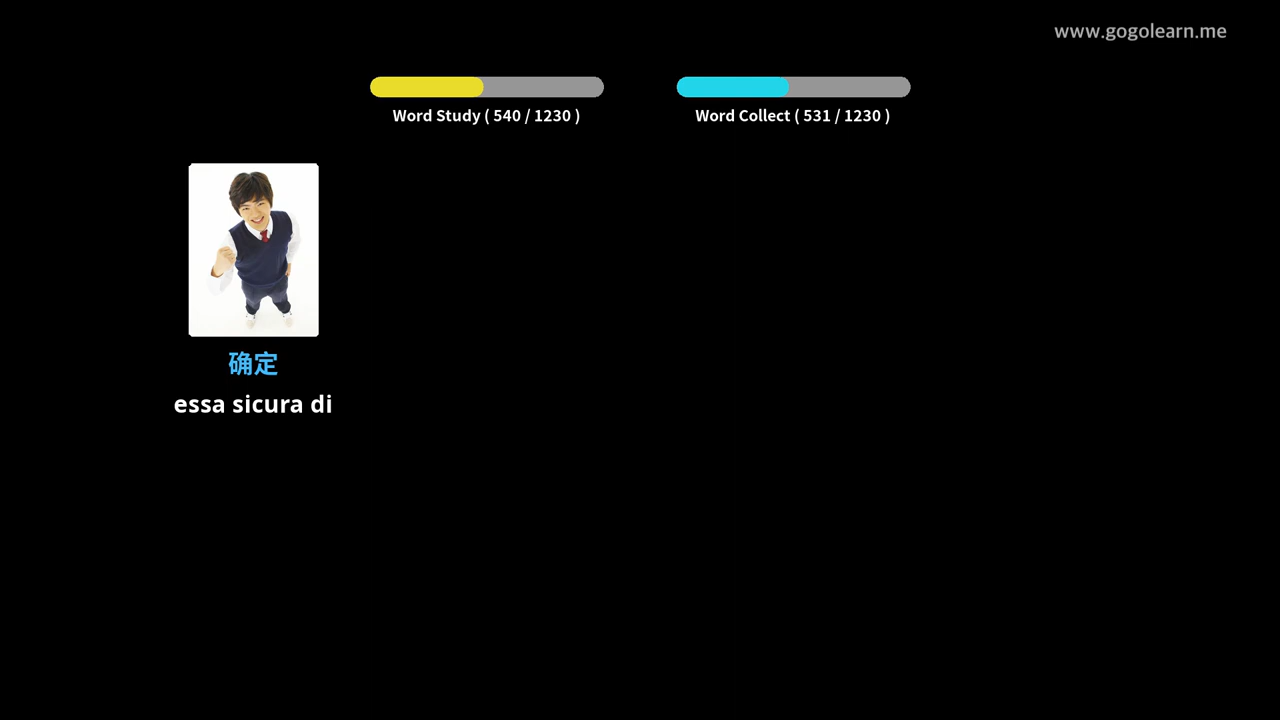 www.gogolearn.me
Word Study ( 540 / 1230 )
Word Collect ( 531 / 1230 )
确定
essa sicura di